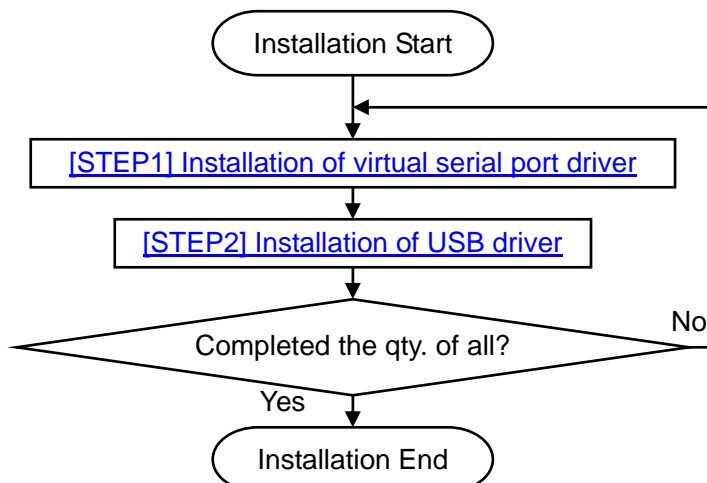 Installation Start
[STEP1] Installation of virtual serial port driver
[STEP2] Installation of USB driver
Completed the qty. of all?
No
Yes
Installation End